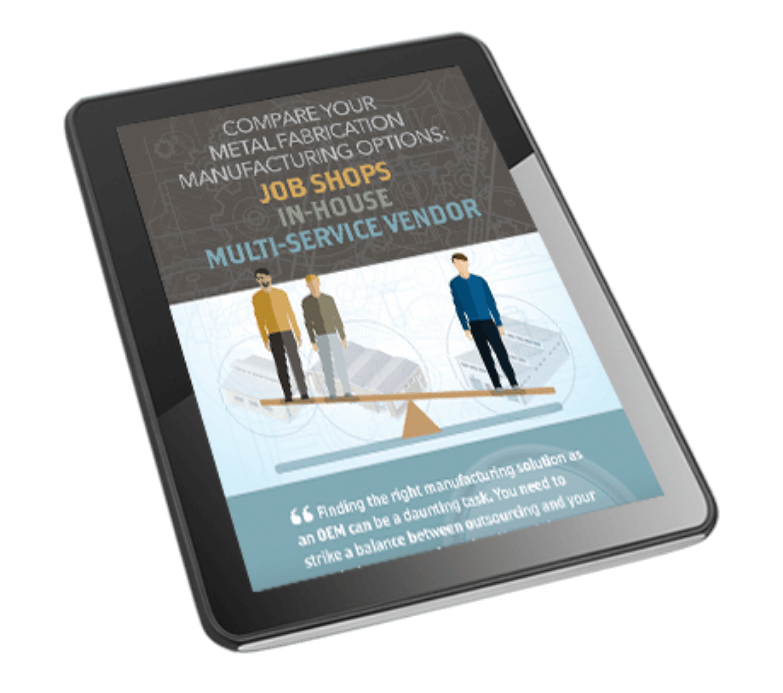 COMPARE YOUR
METAL FABRICATION
MANUFACTURING OPTIONS:
JOB SHOPS
IN-HOUSE
MULTI-SERVICE VENDOR
“ Finding the right manufacturing solution as
an OEM can be a daunting task. You need to
strike a balance between outsourcing and your